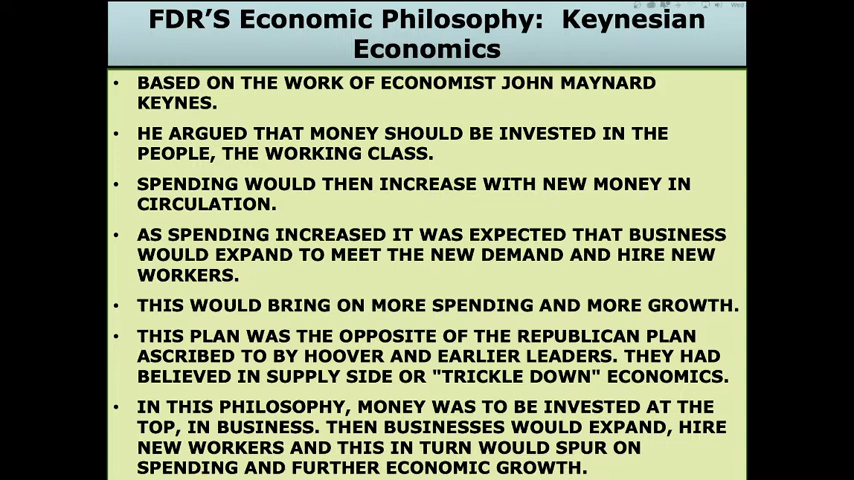 FDR'S Economic Philosophy: Keynesian
Economics
• BASED ON THE WORK OF ECONOMIST JOHN MAYNARD
KEYNES.
• HE ARGUED THAT MONEY SHOULD BE INVESTED IN THE
PEOPLE, THE WORKING CLASS.
• SPENDING WOULD THEN INCREASE WITH NEW MONEY IN
CIRCULATION.
• AS SPENDING INCREASED IT WAS EXPECTED THAT BUSINESS
WOULD EXPAND TO MEET THE NEW DEMAND AND HIRE NEW
WORKERS.
• THIS WOULD BRING ON MORE SPENDING AND MORE GROWTH.
• THIS PLAN WAS THE OPPOSITE OF THE REPUBLICAN PLAN
ASCRIBED TO BY HOOVER AND EARLIER LEADERS. THEY HAD
BELIEVED IN SUPPLY SIDE OR "TRICKLE DOWN" ECONOMICS.
• IN THIS PHILOSOPHY, MONEY WAS TO BE INVESTED AT THE
TOP, IN BUSINESS. THEN BUSINESSES WOULD EXPAND, HIRE
NEW WORKERS AND THIS IN TURN WOULD SPUR ON
SPENDING AND FURTHER ECONOMIC GROWTH.